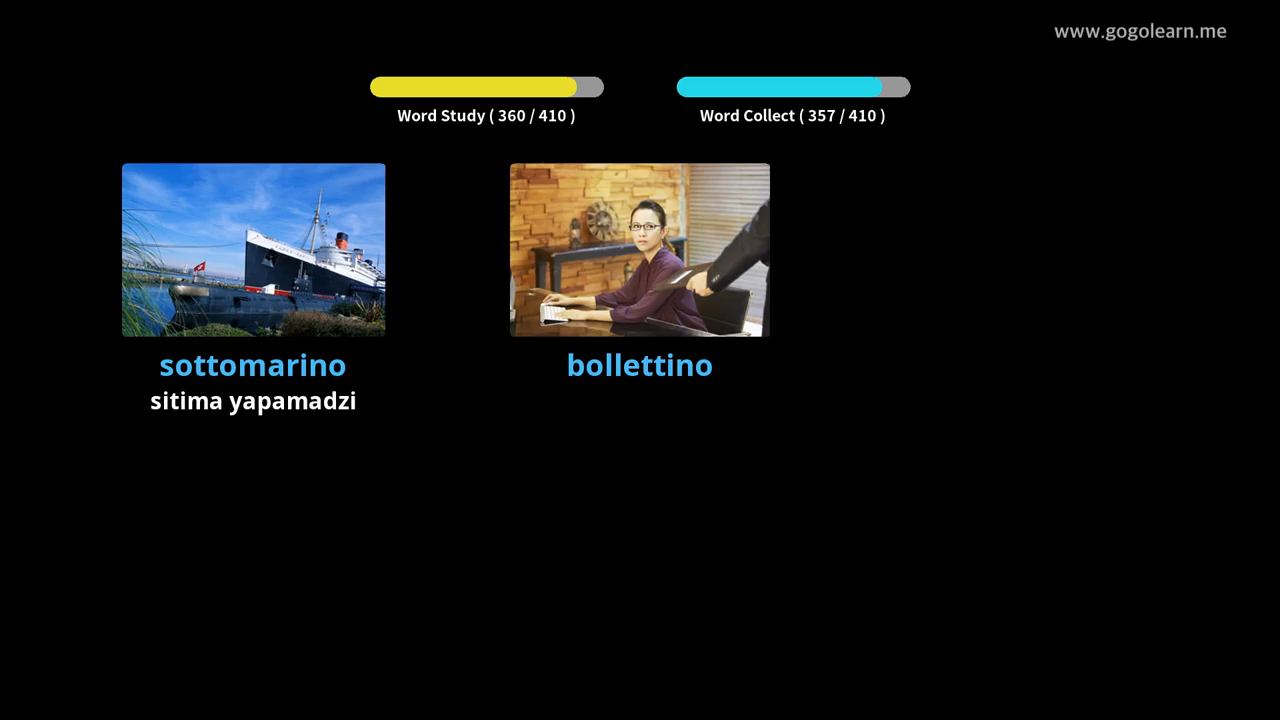 www.gogolearn.me
Word Study ( 360 / 410 )
Word Collect ( 357 / 410 )
sottomarino
sitima yapamadzi
bollettino